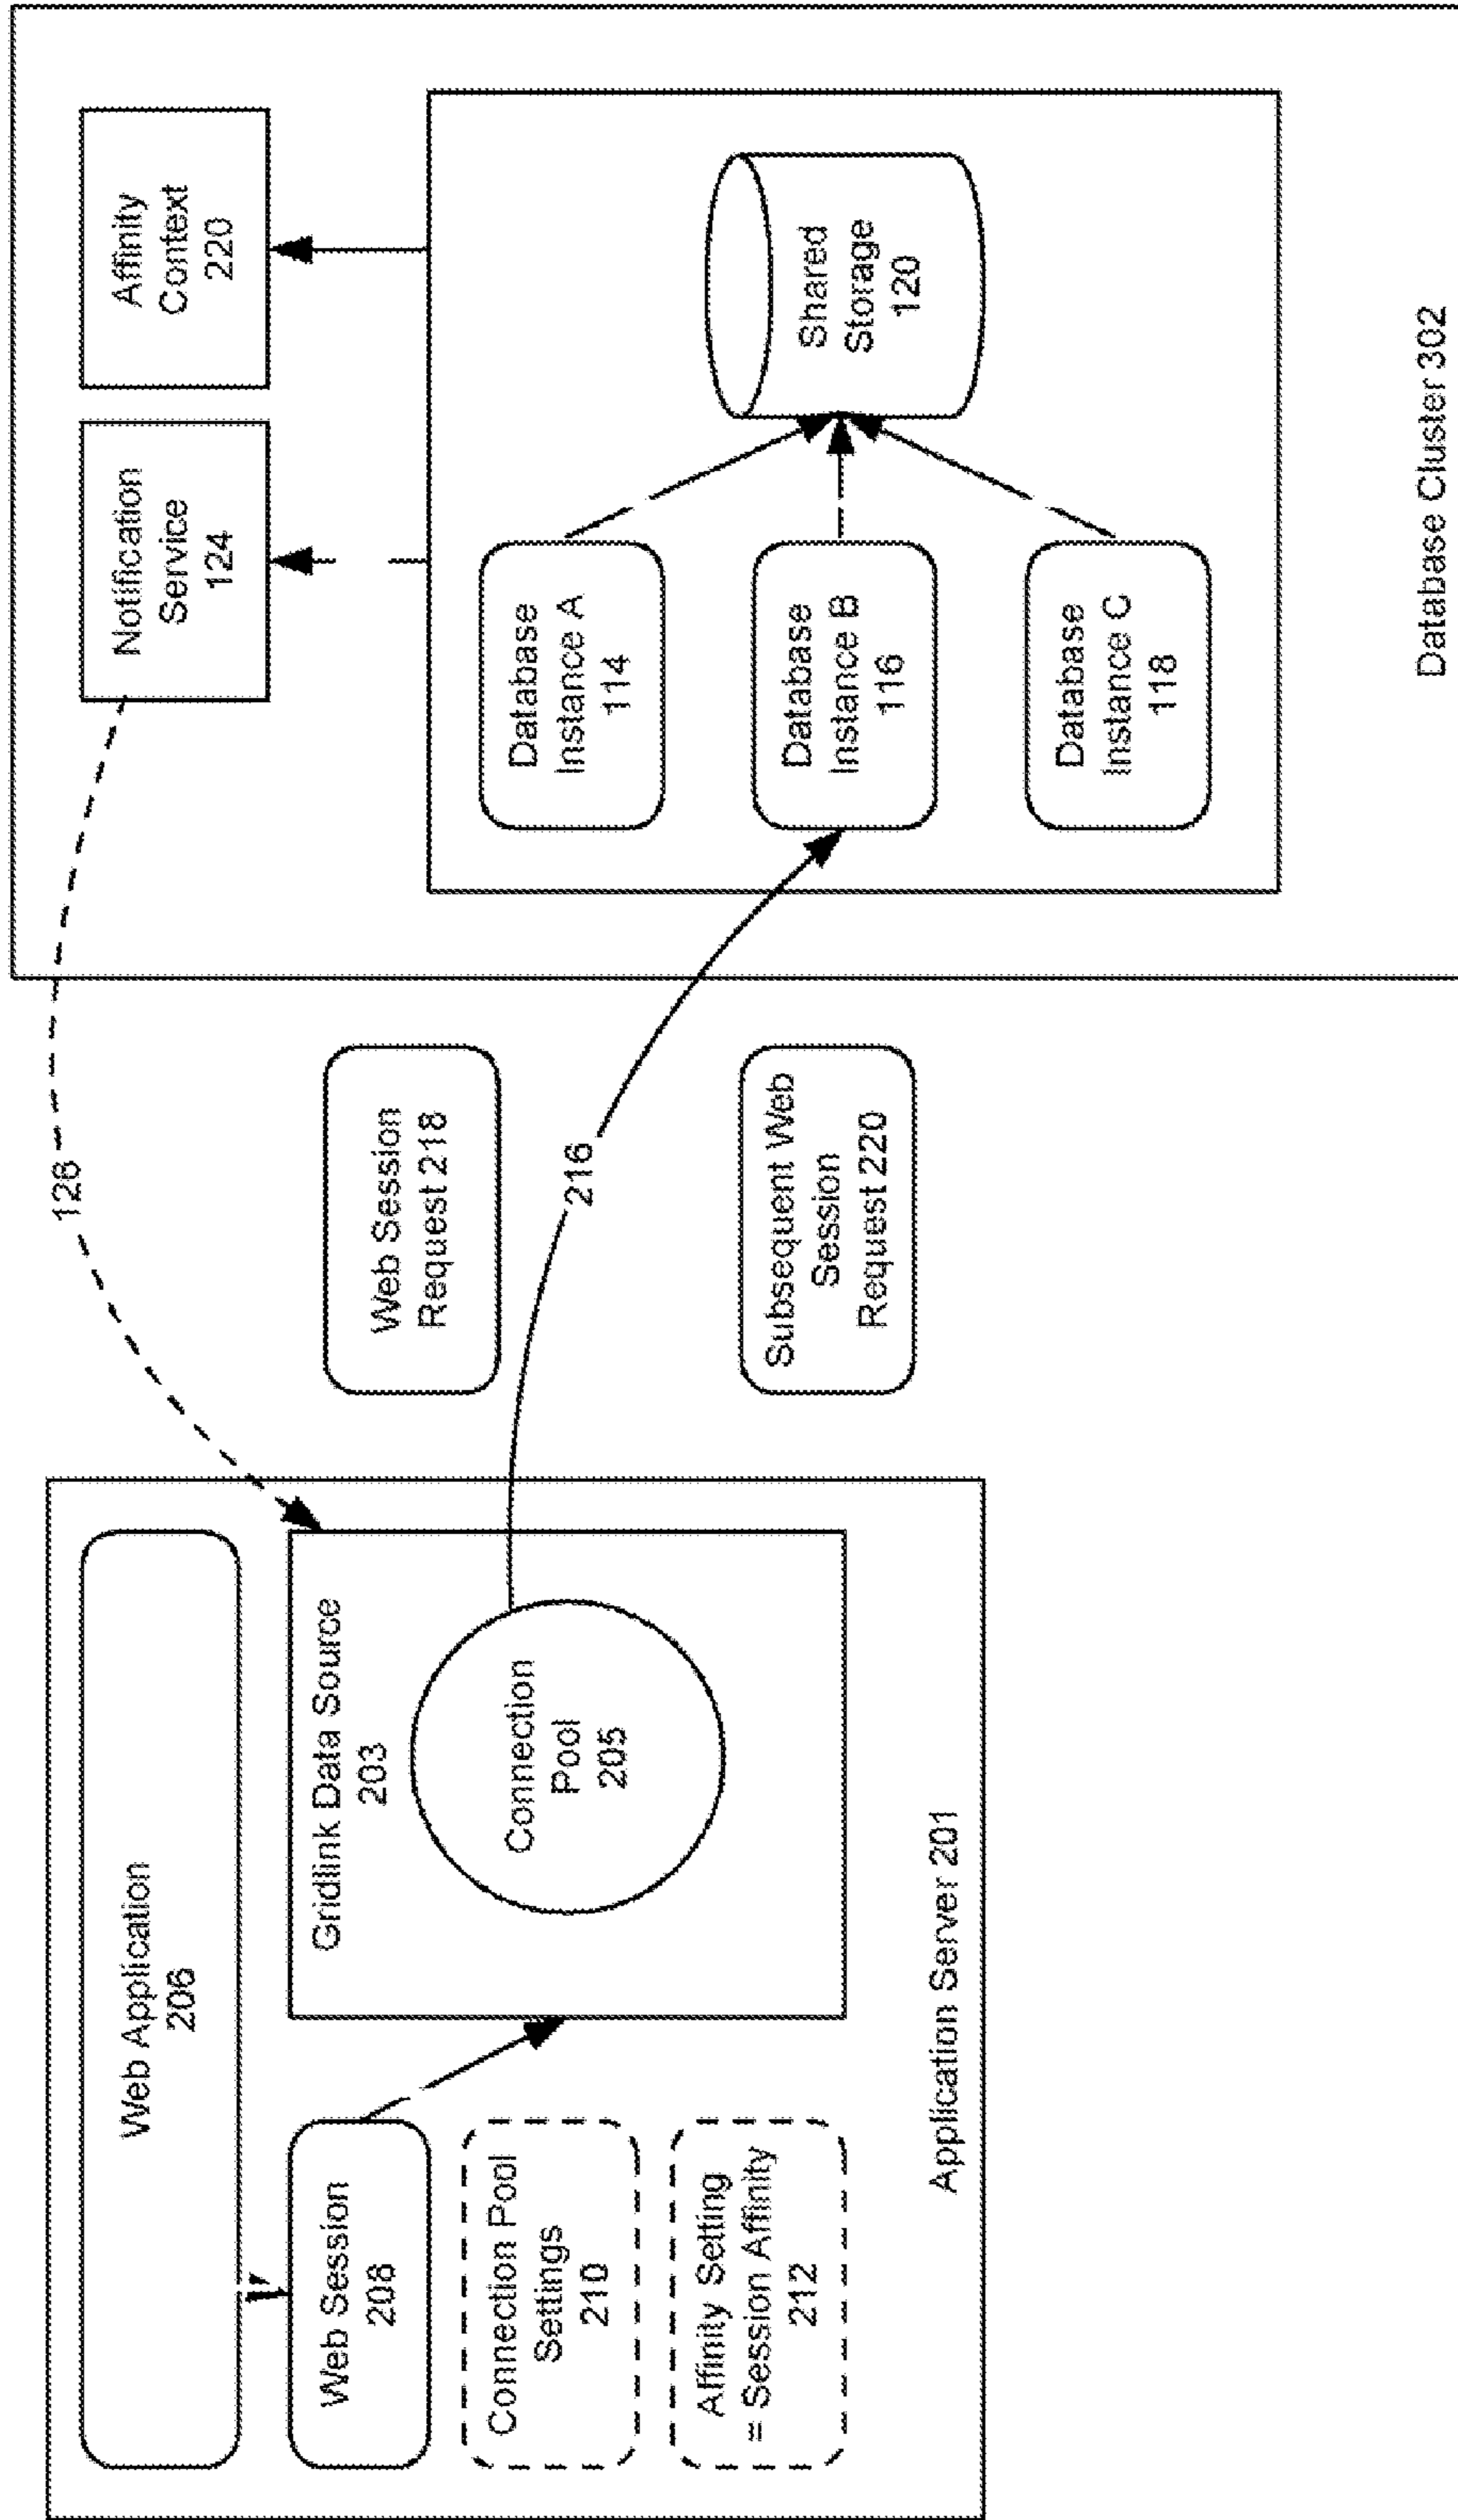 Web Application
206
Web Session
208
Connection Pool
Settings
210
Affinity Setting
= Session Affinity
212
Gridlink Data Source
203
Connection
Pool
205
Application Server 201
126
Web Session
Request 218
216
Subsequent Web
Session
Request 220
Notification
Service
124
Affinity
Context
220
Database
Instance A
114
Database
Instance B
116
Database
Instance C
118
Shared
Storage
120
Database Cluster 302